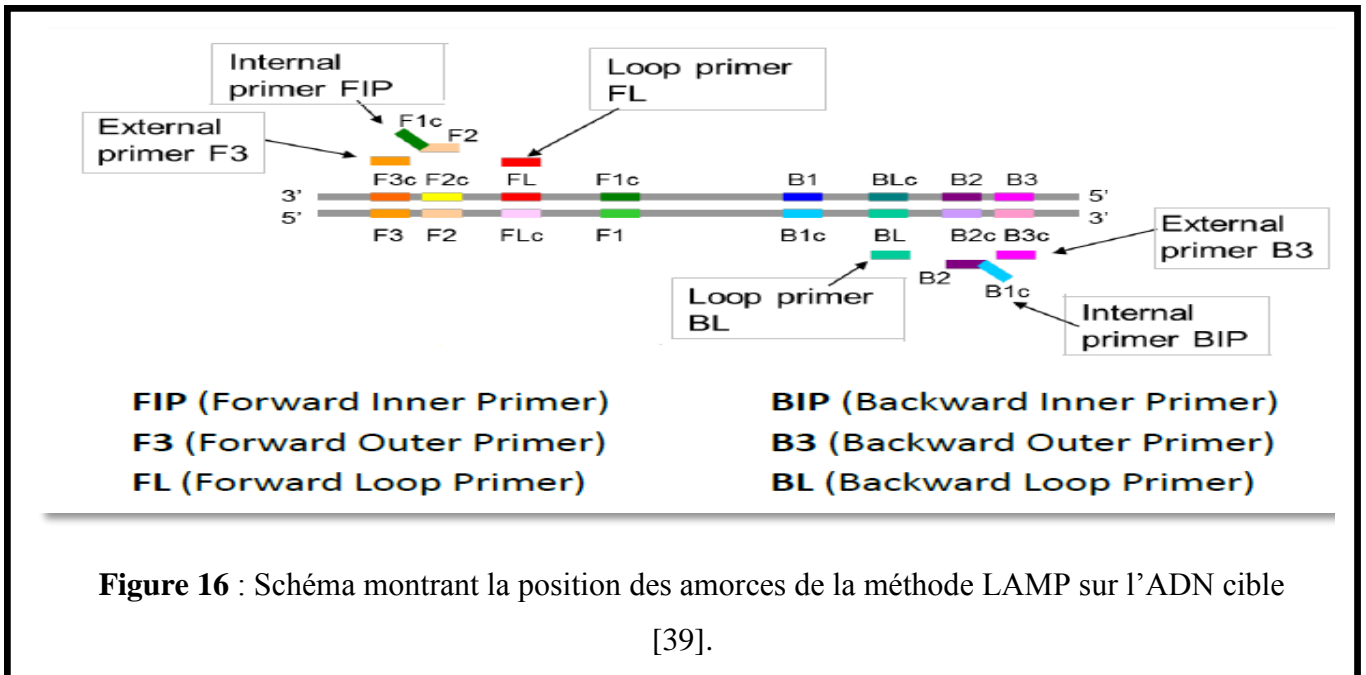 Internal
primer FIP
Loop primer
FL
External
primer F3
F1c
F2
F3c F2c FL F1c B1 BLc B2 B3
3’ 5’
5’ 3’
F3 F2 FLc F1 B1c BL B2c B3c
External
primer B3
B2
B1c
Loop primer
BL
Internal
primer BIP
FIP (Forward Inner Primer)
F3 (Forward Outer Primer)
FL (Forward Loop Primer)
BIP (Backward Inner Primer)
B3 (Backward Outer Primer)
BL (Backward Loop Primer)
Figure 16 : Schéma montrant la position des amorces de la méthode LAMP sur l’ADN cible
[39].